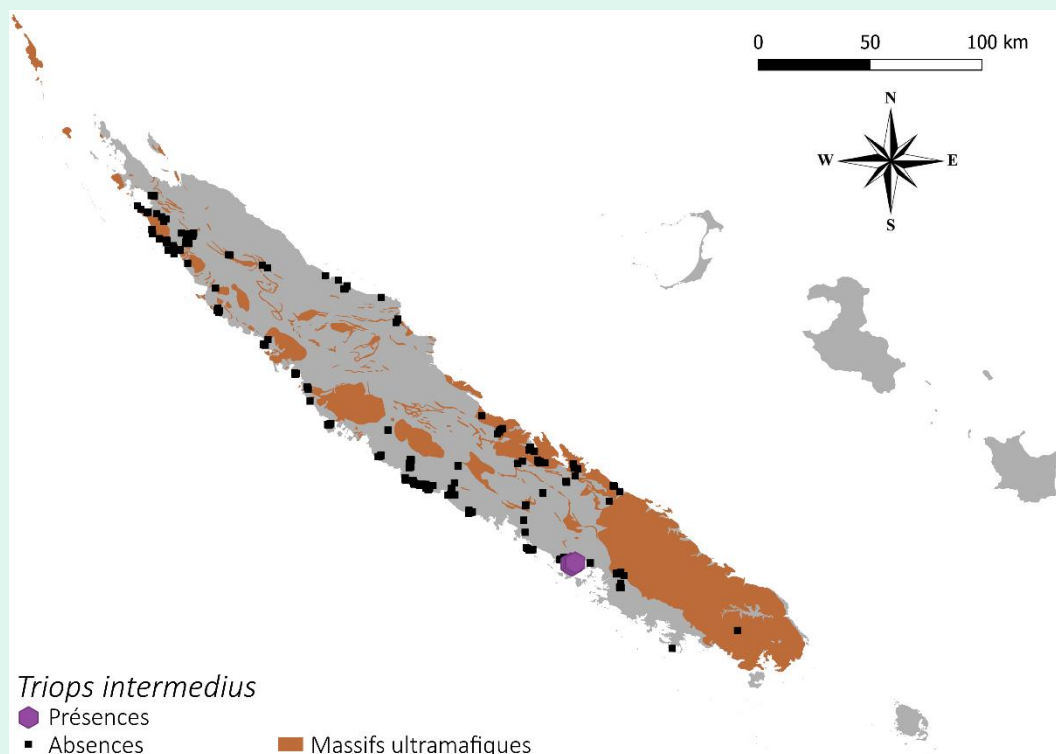 0 50 100 km
N
W E
S
Triops intermedius
Présences
Absences Massifs ultramafiques